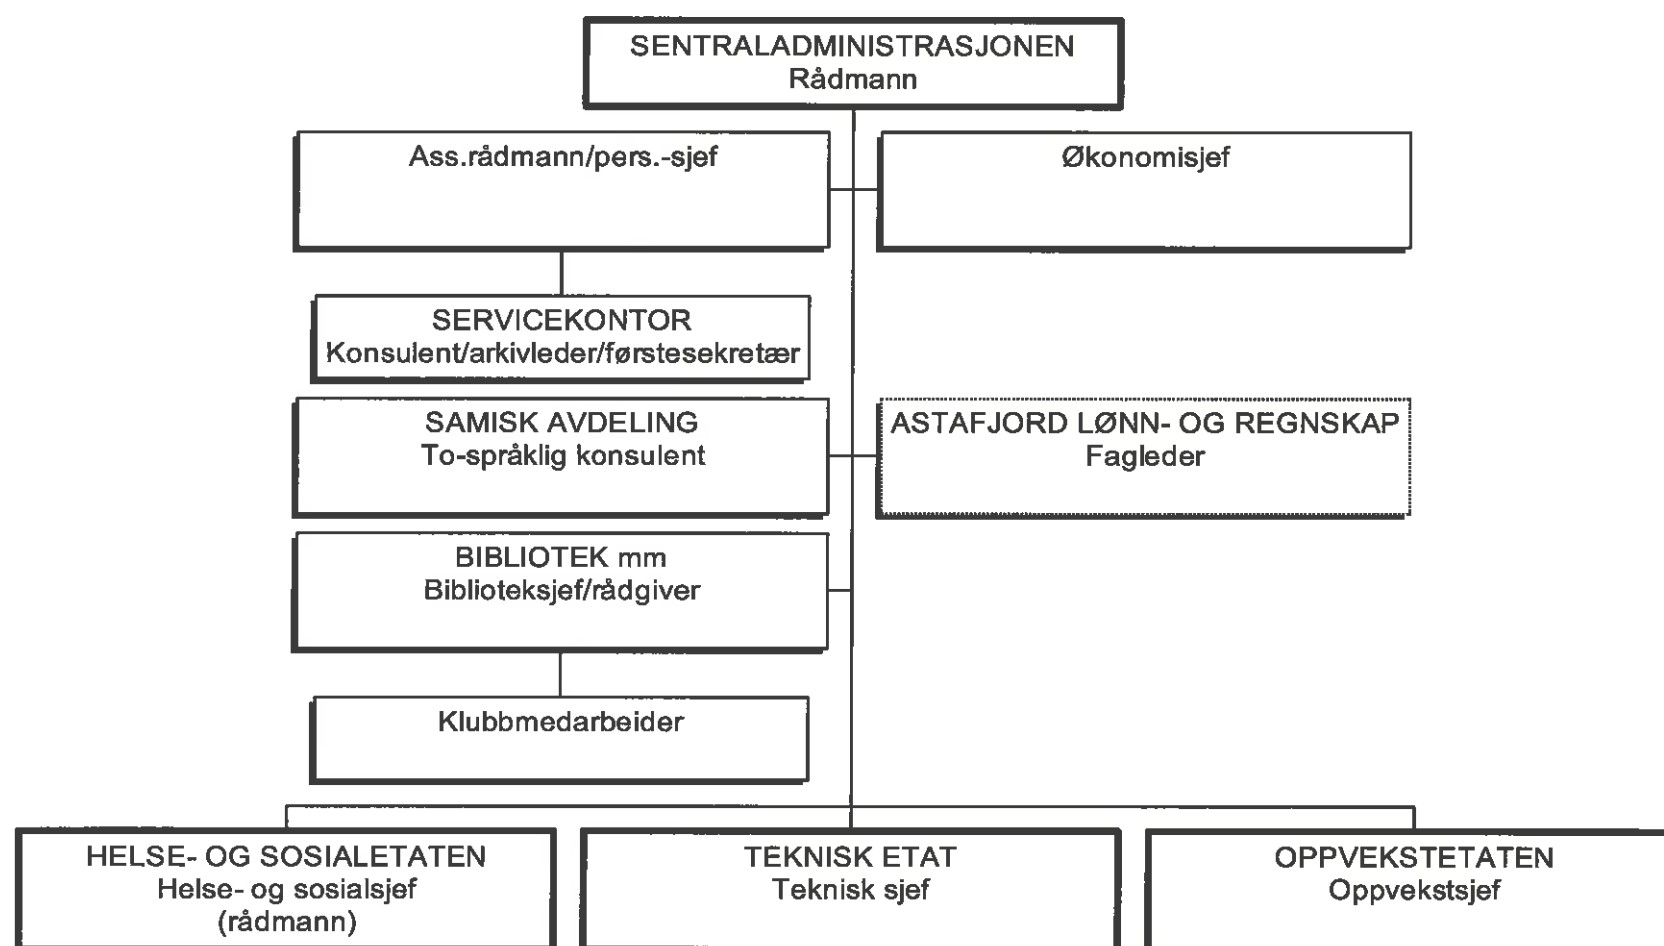 SENTRALADMINISTRASJONEN
Rådmann
Ass.rådmann/pers.-sjef
Økonomisjef
SERVICEKONTOR
Konsulent/arkivleder/førstesekretær
SAMISK AVDELING
To-språklig konsulent
ASTAFJORD LØNN- OG REGNSKAP
Fagleder
BIBLIOTEK mm
Biblioteksjef/rådgiver
Klubbmedarbeider
HELSE- OG SOSIALETATEN
Helse- og sosialsjef
(rådmann)
TEKNISK ETAT
Teknisk sjef
OPPVEKSTETATEN
Oppvekstsjef